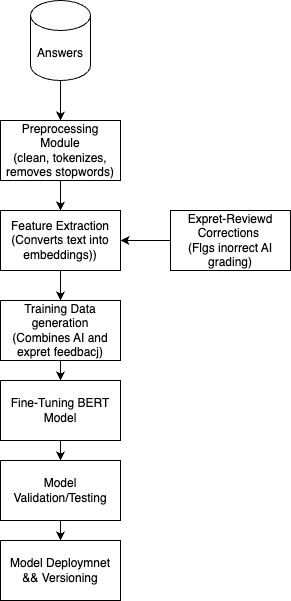 Answers
Preprocessing
Module
(clean, tokenizes,
removes stopwords)
Feature Extraction
(Converts text into
embeddings))
Expret-Reviewd
Corrections
(Flgs inorrect AI
grading)
Training Data
generation
(Combines AI and
expret feedbacj)
Fine-Tuning BERT
Model
Model
Validation/Testing
Model Deploymnet
&& Versioning